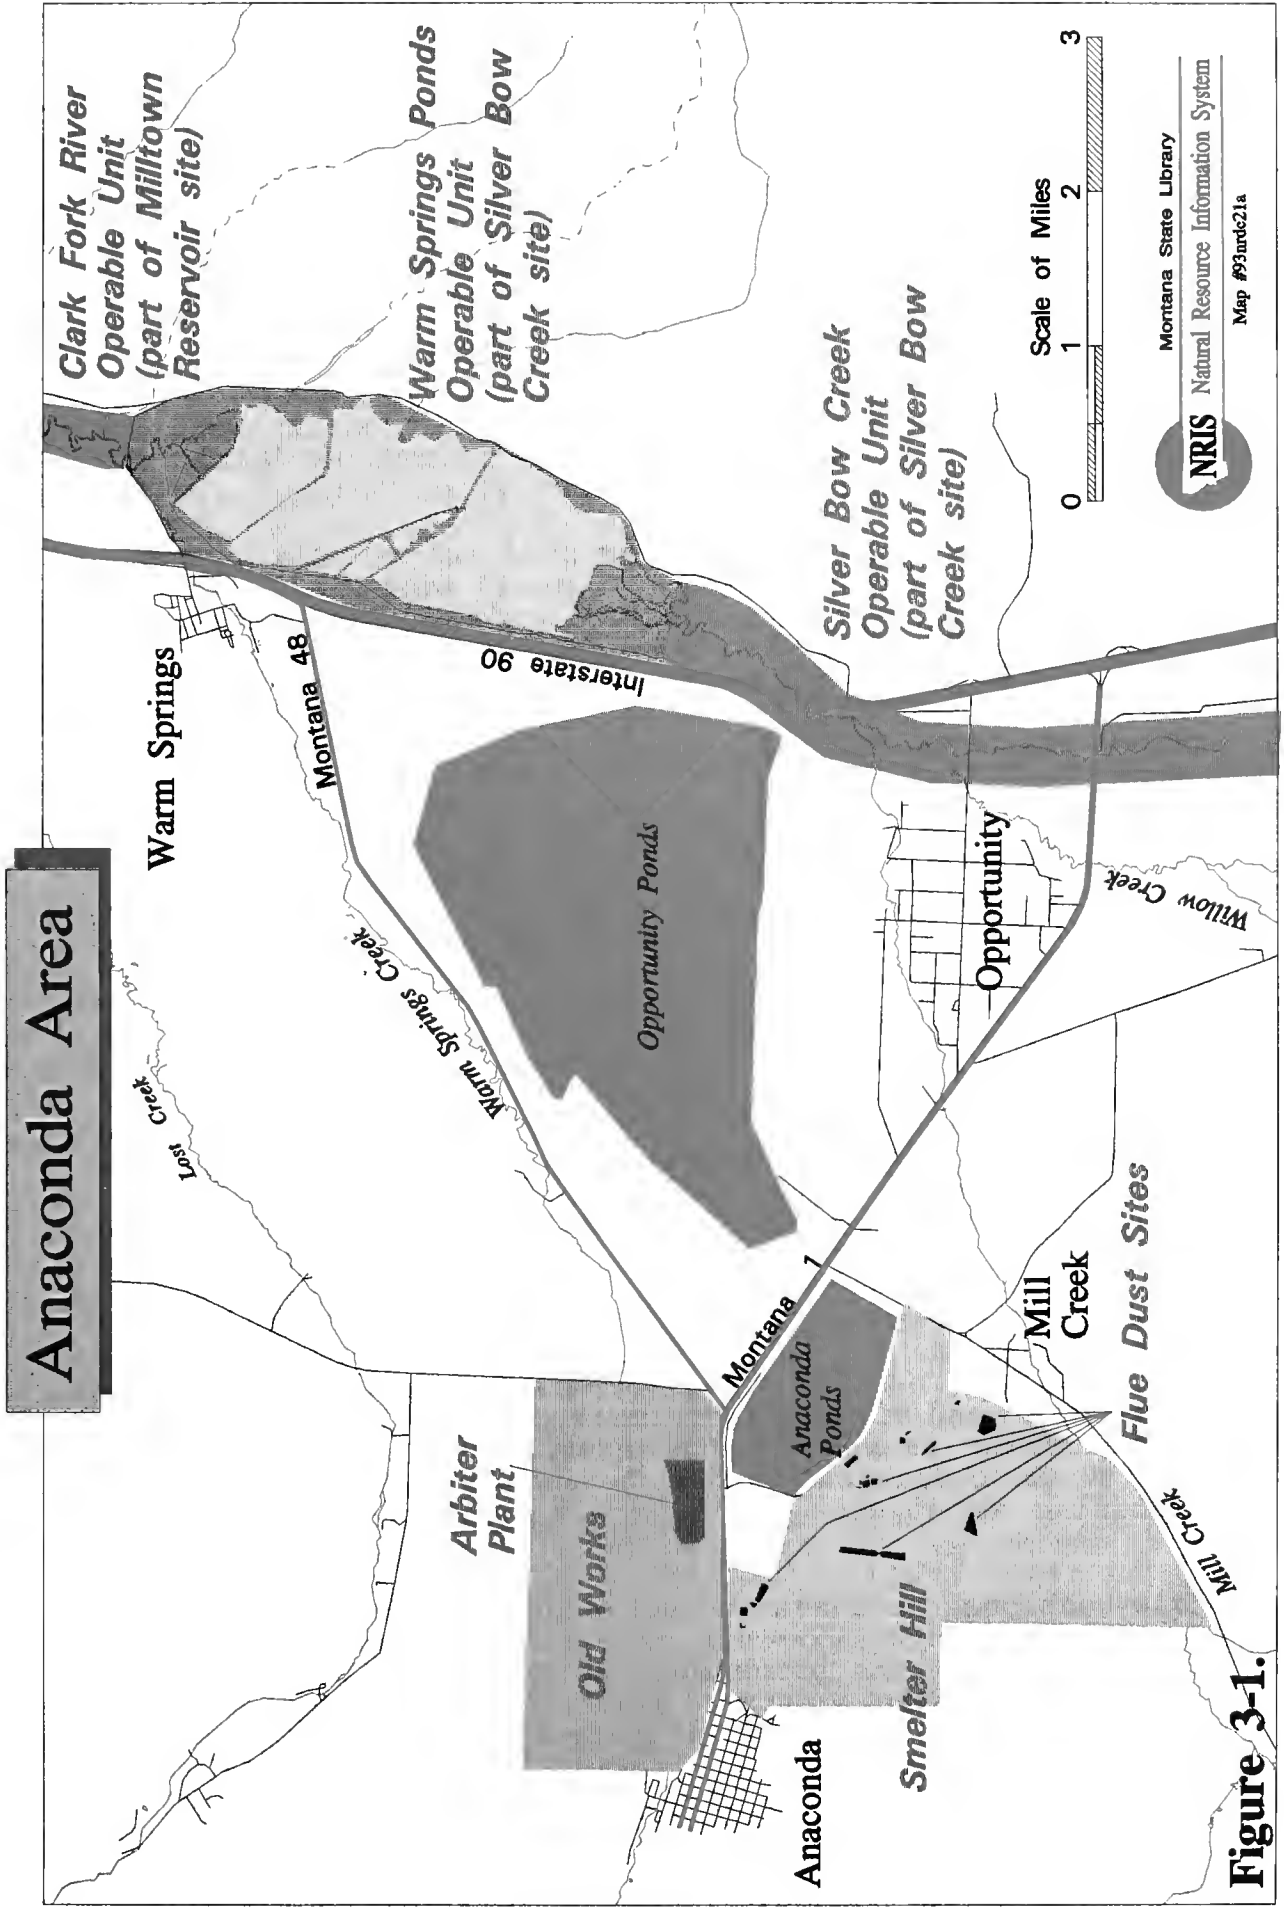 Anaconda Area
Clark Fork River
Operable Unit
(part of Milltown
Reservoir site)
Warm Springs
Montana 48
Interstate 90
Warm Springs Ponds
Operable Unit
(part of Silver Bow
Creek site)
Lost Creek
Warm Springs Creek
Opportunity Ponds
Silver Bow Creek
Operable Unit
(part of Silver Bow
Creek site)
Arbiter
Plant
Old Works
Montana 1
Anaconda
Ponds
Opportunity
Willow Creek
Anaconda
Smelter Hill
Mill
Creek
Flue Dust Sites
Mill Creek
Scale of Miles
0 1 2 3
Montana State Library
NRIS Natural Resource Information System
Map #93nrdc21a
Figure 3-1.